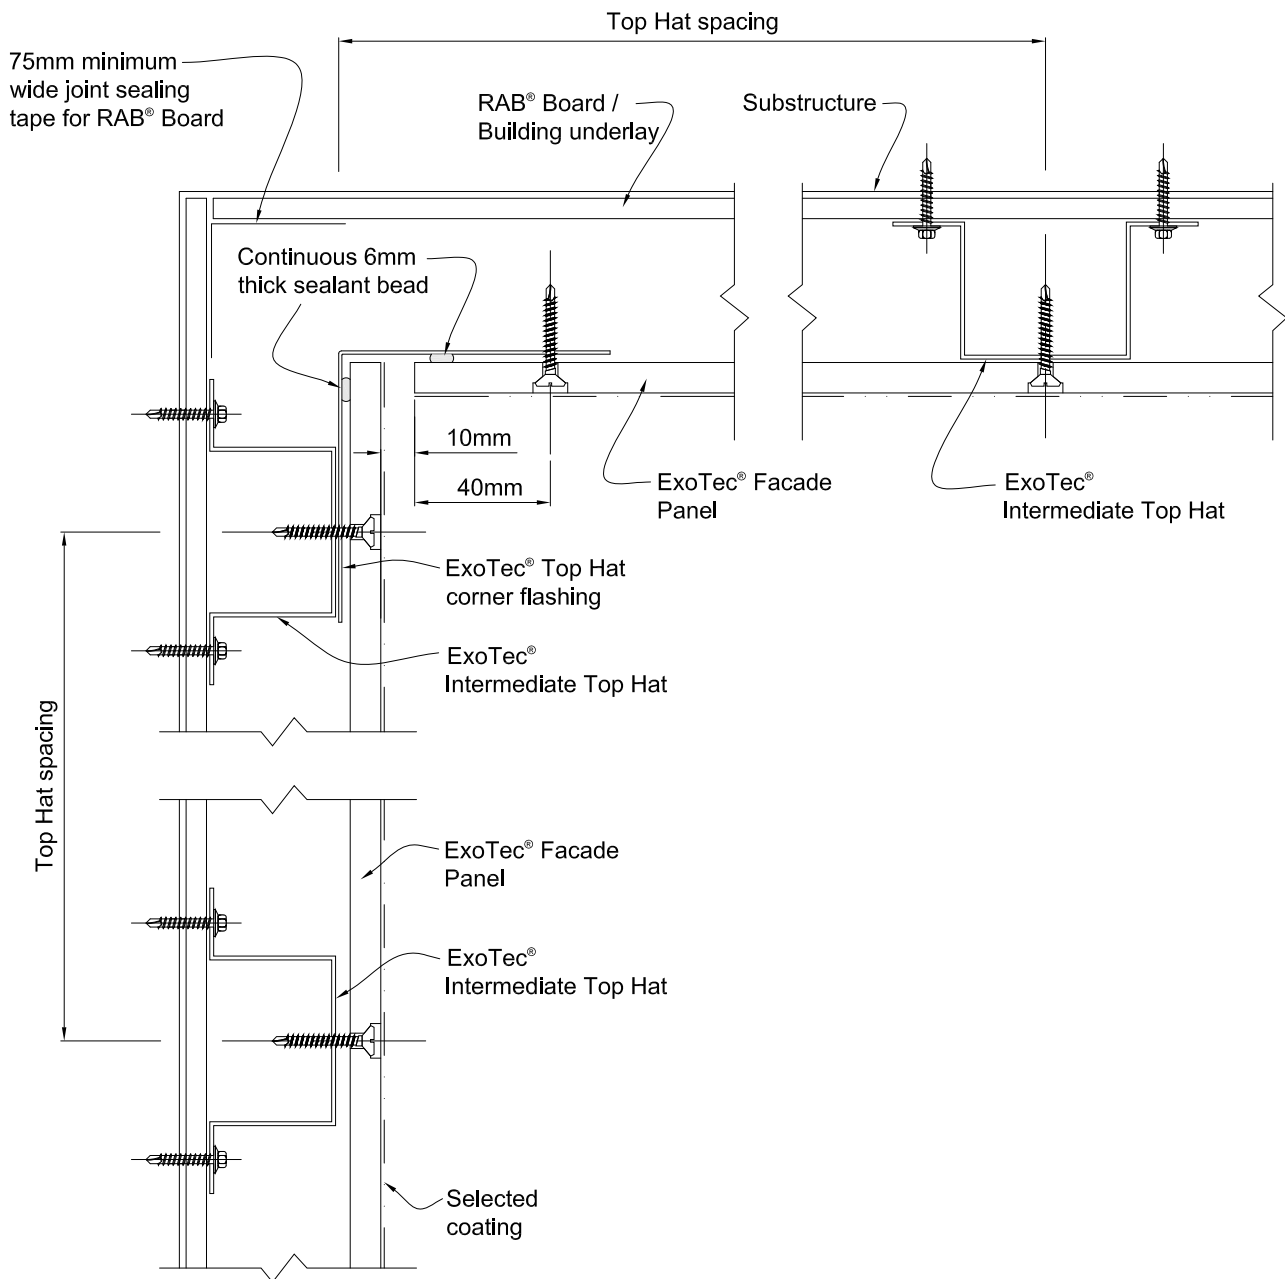 Top Hat spacing
75mm minimum
wide joint sealing
tape for RAB® Board
RAB® Board /
Building underlay
Substructure
Continuous 6mm
thick sealant bead
10mm
40mm
ExoTec® Facade
Panel
ExoTec®
Intermediate Top Hat
ExoTec® Top Hat
corner flashing
ExoTec®
Intermediate Top Hat
Top Hat spacing
ExoTec® Facade
Panel
ExoTec®
Intermediate Top Hat
Selected
coating